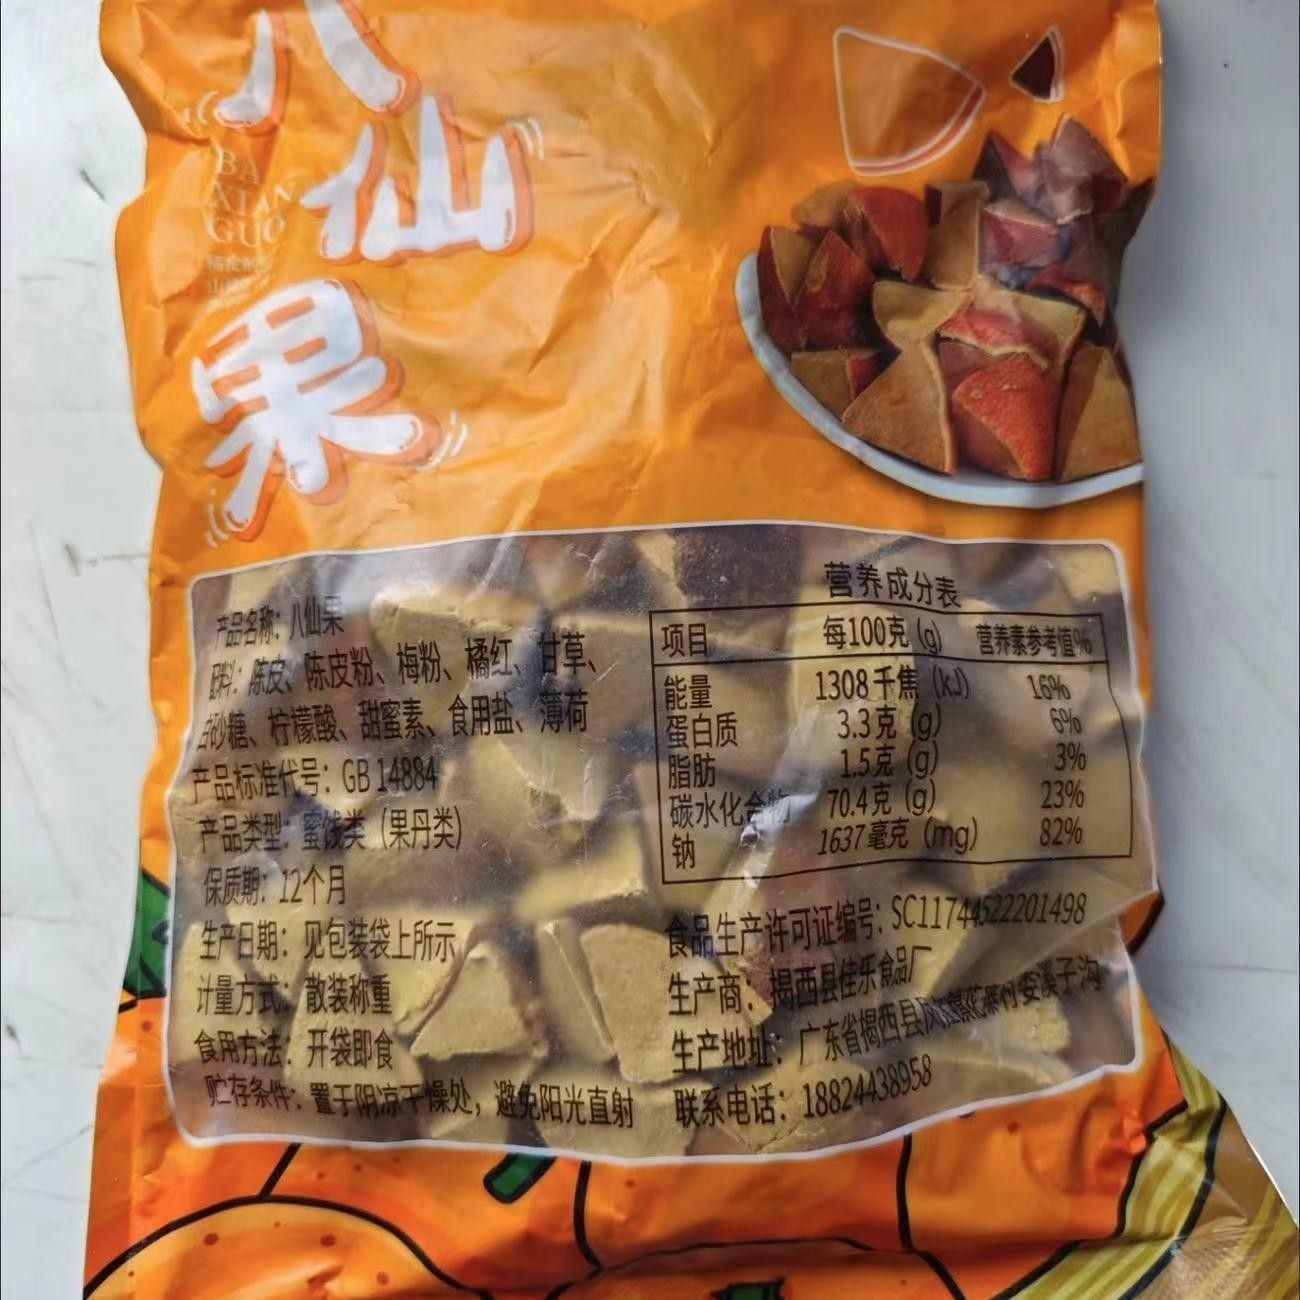 八仙果
BA
XIAN
GUO
产品名称：八仙果
配料：陈皮、陈皮粉、梅粉、橘红、甘草、
白砂糖、柠檬酸、甜蜜素、食用盐、薄荷
产品标准代号：GB 14884
产品类型：蜜饯类（果丹类）
保质期：12个月
生产日期：见包装袋上所示
计量方式：散装称重
食用方法：开袋即食
贮存条件：置于阴凉干燥处，避免阳光直射
营养成分表
项目 每100克 (g) 营养素参考值%
能量 1308千焦 (kJ) 16%
蛋白质 3.3克 (g) 6%
脂肪 1.5克 (g) 3%
碳水化合物 70.4克 (g) 23%
钠 1637毫克 (mg) 82%
食品生产许可证编号：SC11744522201498
生产商：揭西县佳乐食品厂
生产地址：广东省揭西县
联系电话：18824438958